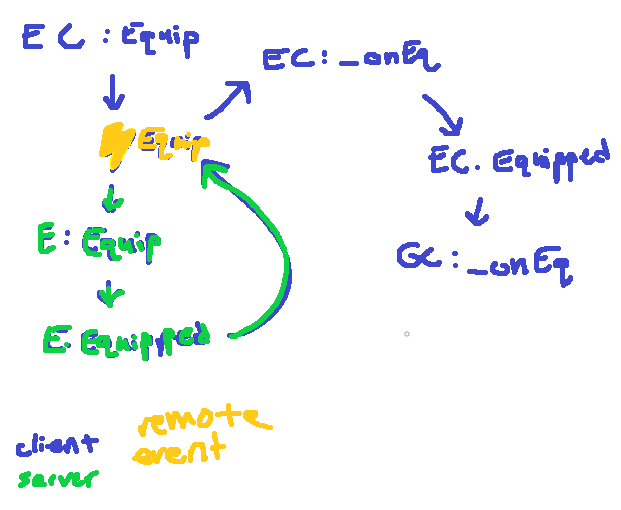 EC : Equip
EC : _onEq
Equip
EC. Equipped
E : Equip
GC : _onEq
E. Equipped
remote
event
client
server